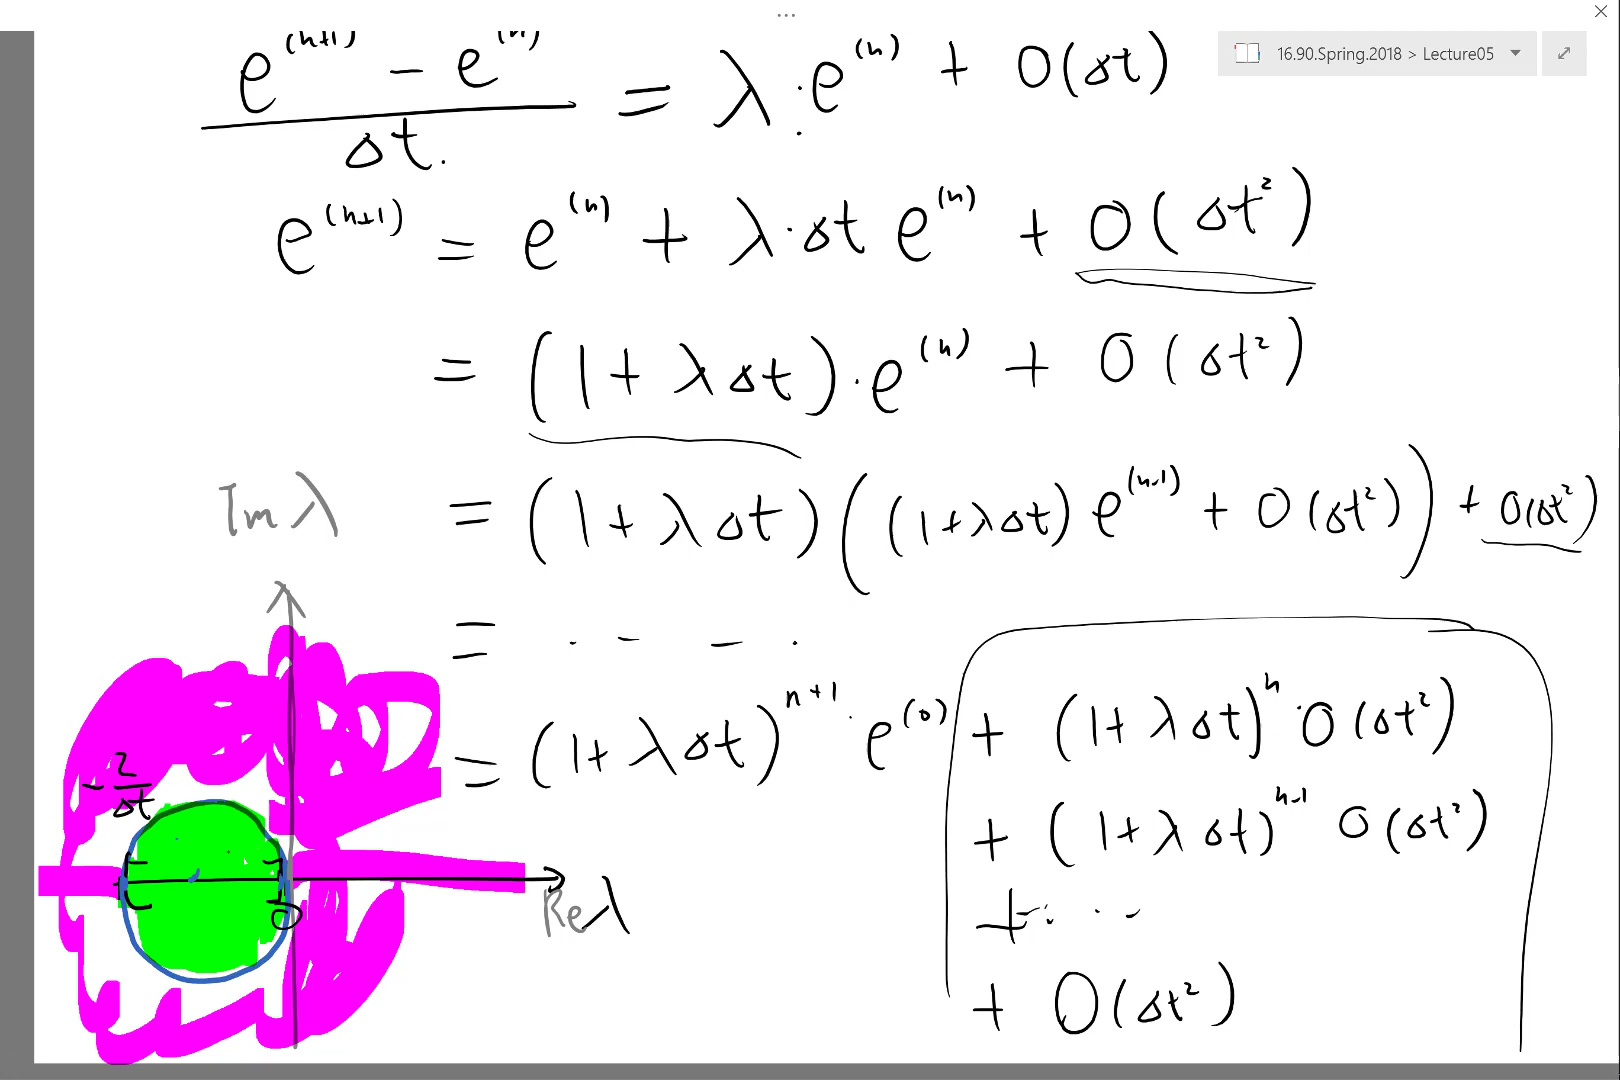 16.90.Spring.2018 > Lecture05
e^(n+1) - e^(n) / Δt. = λ·e^(n) + O(Δt)
e^(n+1) = e^(n) + λ·Δt e^(n) + O(Δt²)
= (1+λΔt)·e^(n) + O(Δt²)
Im λ
= (1+λΔt)((1+λΔt) e^(n-1) + O(Δt²)) + O(Δt²)
= · - - ·
= (1+λΔt)^n+1 · e^(0) + (1+λΔt)^n · O(Δt²)
+ (1+λΔt)^n-1 O(Δt²)
+ · · -
+ O(Δt²)
-2/Δt
0
Re λ